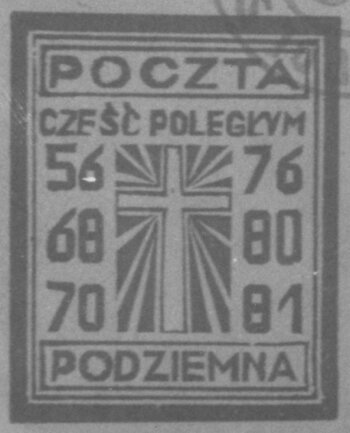 POCZTA
CZEŚĆ POLEGŁYM
56 76
68 80
70 81
PODZIEMNA